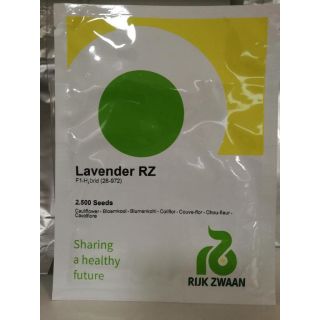 Lavender RZ
F1-Hybrid (26-972)
2.500 Seeds
Cauliflower - Bloemkool - Blumenkohl - Coliflor - Couve-flor - Chou-fleur -
Cavolfiore
Sharing
a healthy
future
RIJK ZWAAN